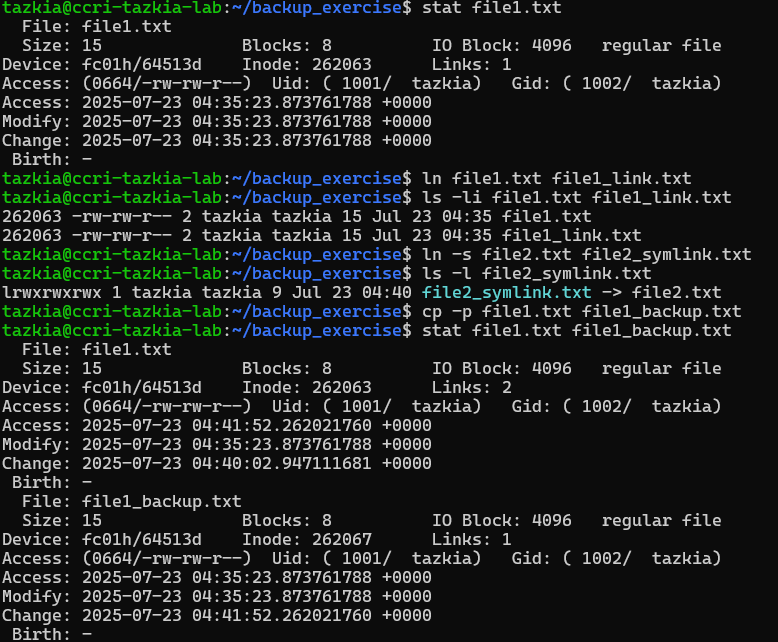 tazkia@ccri-tazkia-lab:~/backup_exercise$ stat file1.txt
  File: file1.txt
  Size: 15              Blocks: 8          IO Block: 4096   regular file
Device: fc01h/64513d    Inode: 262063      Links: 1
Access: (0664/-rw-rw-r--)  Uid: ( 1001/  tazkia)   Gid: ( 1002/  tazkia)
Access: 2025-07-23 04:35:23.873761788 +0000
Modify: 2025-07-23 04:35:23.873761788 +0000
Change: 2025-07-23 04:35:23.873761788 +0000
 Birth: -
tazkia@ccri-tazkia-lab:~/backup_exercise$ ln file1.txt file1_link.txt
tazkia@ccri-tazkia-lab:~/backup_exercise$ ls -li file1.txt file1_link.txt
262063 -rw-rw-r-- 2 tazkia tazkia 15 Jul 23 04:35 file1.txt
262063 -rw-rw-r-- 2 tazkia tazkia 15 Jul 23 04:35 file1_link.txt
tazkia@ccri-tazkia-lab:~/backup_exercise$ ln -s file2.txt file2_symlink.txt
tazkia@ccri-tazkia-lab:~/backup_exercise$ ls -l file2_symlink.txt
lrwxrwxrwx 1 tazkia tazkia 9 Jul 23 04:40 file2_symlink.txt -> file2.txt
tazkia@ccri-tazkia-lab:~/backup_exercise$ cp -p file1.txt file1_backup.txt
tazkia@ccri-tazkia-lab:~/backup_exercise$ stat file1.txt file1_backup.txt
  File: file1.txt
  Size: 15              Blocks: 8          IO Block: 4096   regular file
Device: fc01h/64513d    Inode: 262063      Links: 2
Access: (0664/-rw-rw-r--)  Uid: ( 1001/  tazkia)   Gid: ( 1002/  tazkia)
Access: 2025-07-23 04:41:52.262021760 +0000
Modify: 2025-07-23 04:35:23.873761788 +0000
Change: 2025-07-23 04:40:02.947111681 +0000
 Birth: -
  File: file1_backup.txt
  Size: 15              Blocks: 8          IO Block: 4096   regular file
Device: fc01h/64513d    Inode: 262067      Links: 1
Access: (0664/-rw-rw-r--)  Uid: ( 1001/  tazkia)   Gid: ( 1002/  tazkia)
Access: 2025-07-23 04:35:23.873761788 +0000
Modify: 2025-07-23 04:35:23.873761788 +0000
Change: 2025-07-23 04:41:52.262021760 +0000
 Birth: -